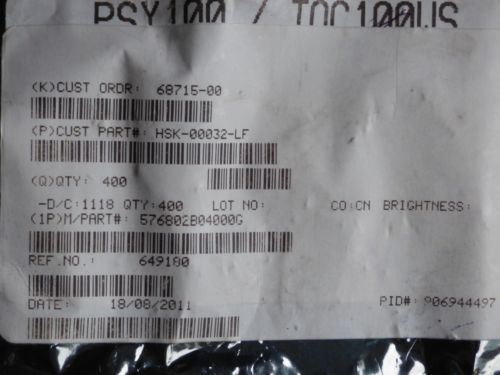 PSY100 / TOC100US
(K)CUST ORDR: 68715-00
(P)CUST PART#: HSK-00032-LF
(Q)QTY: 400
-D/C:1118 QTY:400 LOT NO: CO:CN BRIGHTNESS:
(1P)M/PART#: 576802B04000G
REF.NO.: 649180
DATE: 18/08/2011 PID#: 906944497